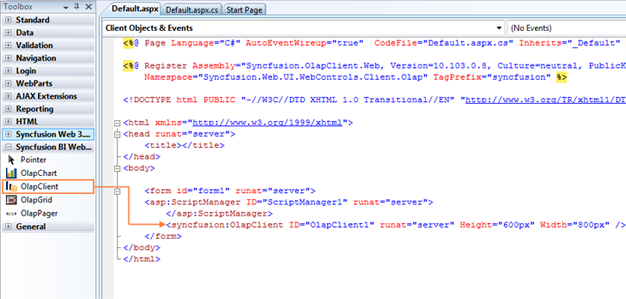 Toolbox
Standard
Data
Validation
Navigation
Login
WebParts
AJAX Extensions
Reporting
HTML
Syncfusion Web 3....
Syncfusion BI Web...
Pointer
OlapChart
OlapClient
OlapGrid
OlapPager
General
Default.aspx Default.aspx.cs Start Page
Client Objects & Events (No Events)
<%@ Page Language="C#" AutoEventWireup="true" CodeFile="Default.aspx.cs" Inherits="_Default"
<%@ Register Assembly="Syncfusion.OlapClient.Web, Version=10.103.0.8, Culture=neutral, PublicK
Namespace="Syncfusion.Web.UI.WebControls.Client.Olap" TagPrefix="syncfusion" %>
<!DOCTYPE html PUBLIC "-//W3C//DTD XHTML 1.0 Transitional//EN" "http://www.w3.org/TR/xhtml1/DT
<html xmlns="http://www.w3.org/1999/xhtml">
<head runat="server">
<title></title>
</head>
<body>
<form id="form1" runat="server">
<asp:ScriptManager ID="ScriptManager1" runat="server">
</asp:ScriptManager>
<syncfusion:OlapClient ID="OlapClient1" runat="server" Height="600px" Width="800px" />
</form>
</body>
</html>